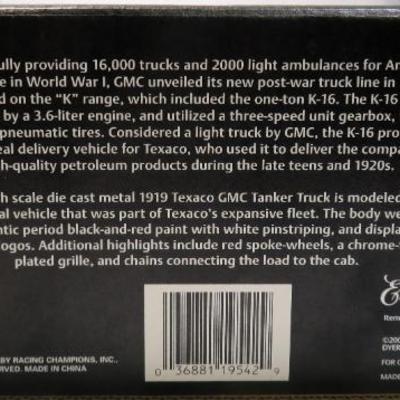 ully providing 16,000 trucks and 2000 light ambulances for Ar
e in World War I, GMC unveiled its new post-war truck line in
d on the "K" range, which included the one-ton K-16. The K-16
by a 3.6-liter engine, and utilized a three-speed unit gearbox,
pneumatic tires. Considered a light truck by GMC, the K-16 pro
eal delivery vehicle for Texaco, who used it to deliver the compa
h-quality petroleum products during the late teens and 1920s.
h scale die cast metal 1919 Texaco GMC Tanker Truck is modeled
al vehicle that was part of Texaco's expansive fleet. The body we
ntic period black-and-red paint with white pinstriping, and displa
ogos. Additional highlights include red spoke-wheels, a chrome-
plated grille, and chains connecting the load to the cab.
BY RACING CHAMPIONS, INC.,
RESERVED. MADE IN CHINA
0 36881 19542 9
E
Rem
©200
DYER
FOR
MADE